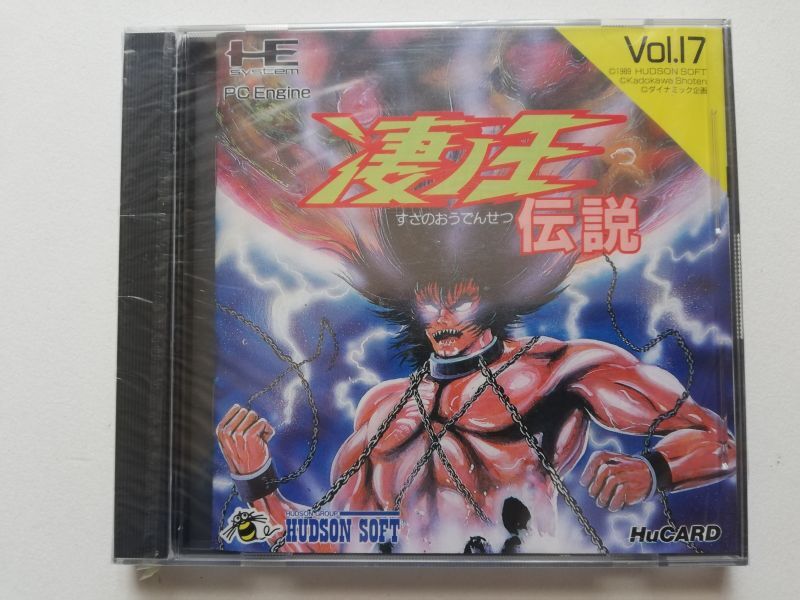 HE
system
PC Engine
Vol.17
©1989 HUDSON SOFT
©Kadokawa Shoten
©ダイナミック企画
凄ノ王
すさのおうでんせつ
伝説
HUDSON GROUP
HUDSON SOFT
HuCARD